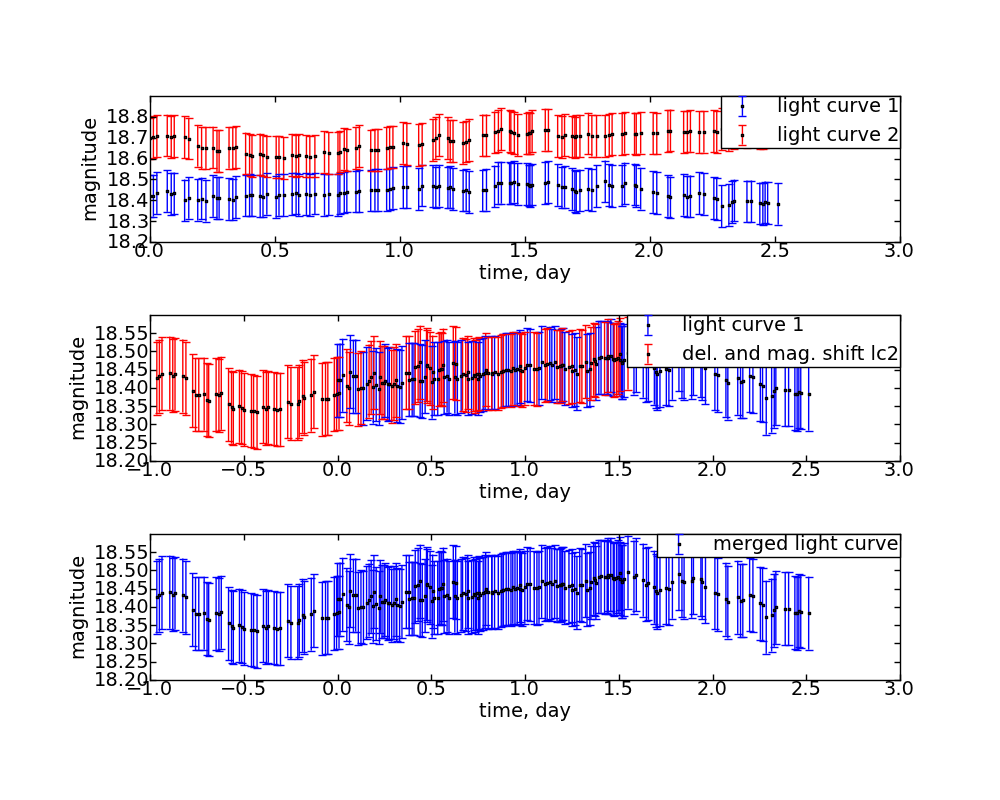 light curve 1
light curve 2
magnitude
18.8
18.7
18.6
18.5
18.4
18.3
18.2
0.0 0.5 1.0 1.5 2.0 2.5 3.0
time, day
light curve 1
del. and mag. shift lc2
magnitude
18.55
18.50
18.45
18.40
18.35
18.30
18.25
18.20
−1.0 −0.5 0.0 0.5 1.0 1.5 2.0 2.5 3.0
time, day
merged light curve
magnitude
18.55
18.50
18.45
18.40
18.35
18.30
18.25
18.20
−1.0 −0.5 0.0 0.5 1.0 1.5 2.0 2.5 3.0
time, day